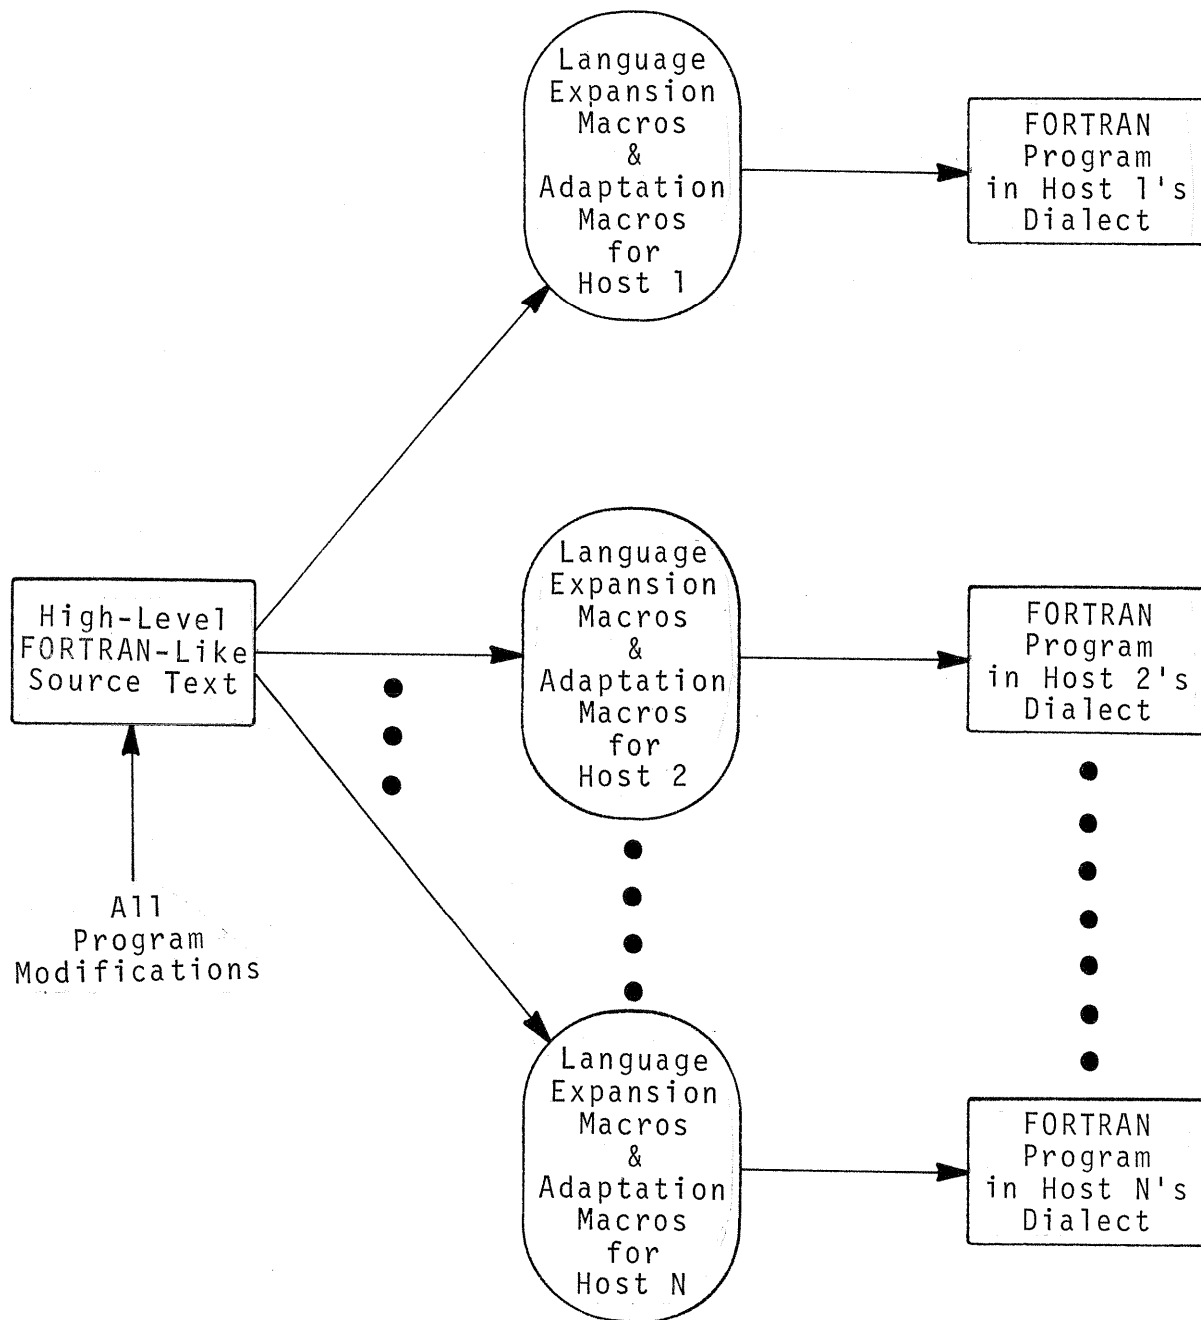 Language
Expansion
Macros
&
Adaptation
Macros
for
Host 1
FORTRAN
Program
in Host 1's
Dialect
High-Level
FORTRAN-Like
Source Text
All
Program
Modifications
Language
Expansion
Macros
&
Adaptation
Macros
for
Host 2
FORTRAN
Program
in Host 2's
Dialect
Language
Expansion
Macros
&
Adaptation
Macros
for
Host N
FORTRAN
Program
in Host N's
Dialect